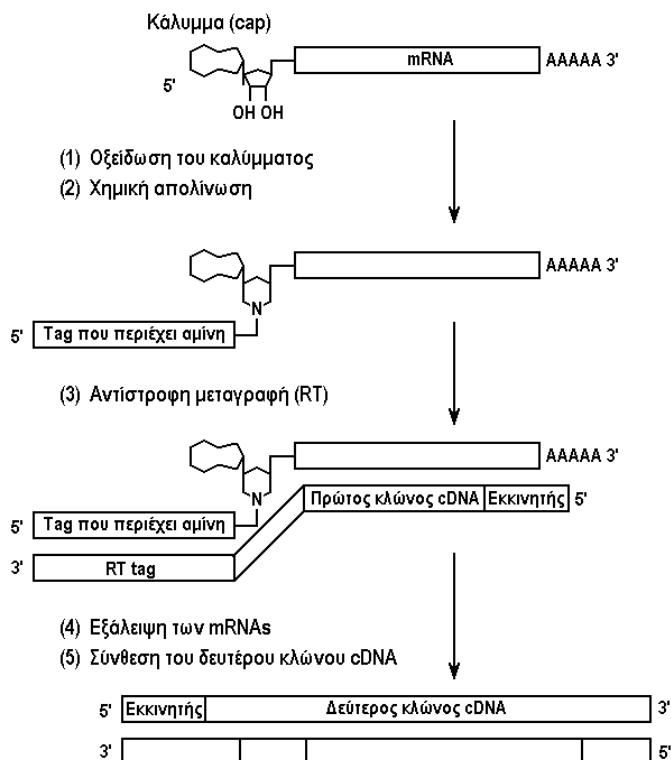 Κάλυμμα (cap)
mRNA AAAAA 3'
5'
OH OH
(1) Οξείδωση του καλύμματος
(2) Χημική απολίνωση
AAAAA 3'
N
5' Tag που περιέχει αμίνη
(3) Αντίστροφη μεταγραφή (RT)
AAAAA 3'
N
Πρώτος κλώνος cDNA Εκκινητής 5'
5' Tag που περιέχει αμίνη
3' RT tag
(4) Εξάλειψη των mRNAs
(5) Σύνθεση του δευτέρου κλώνου cDNA
5' Εκκινητής Δεύτερος κλώνος cDNA 3'
3' 5'